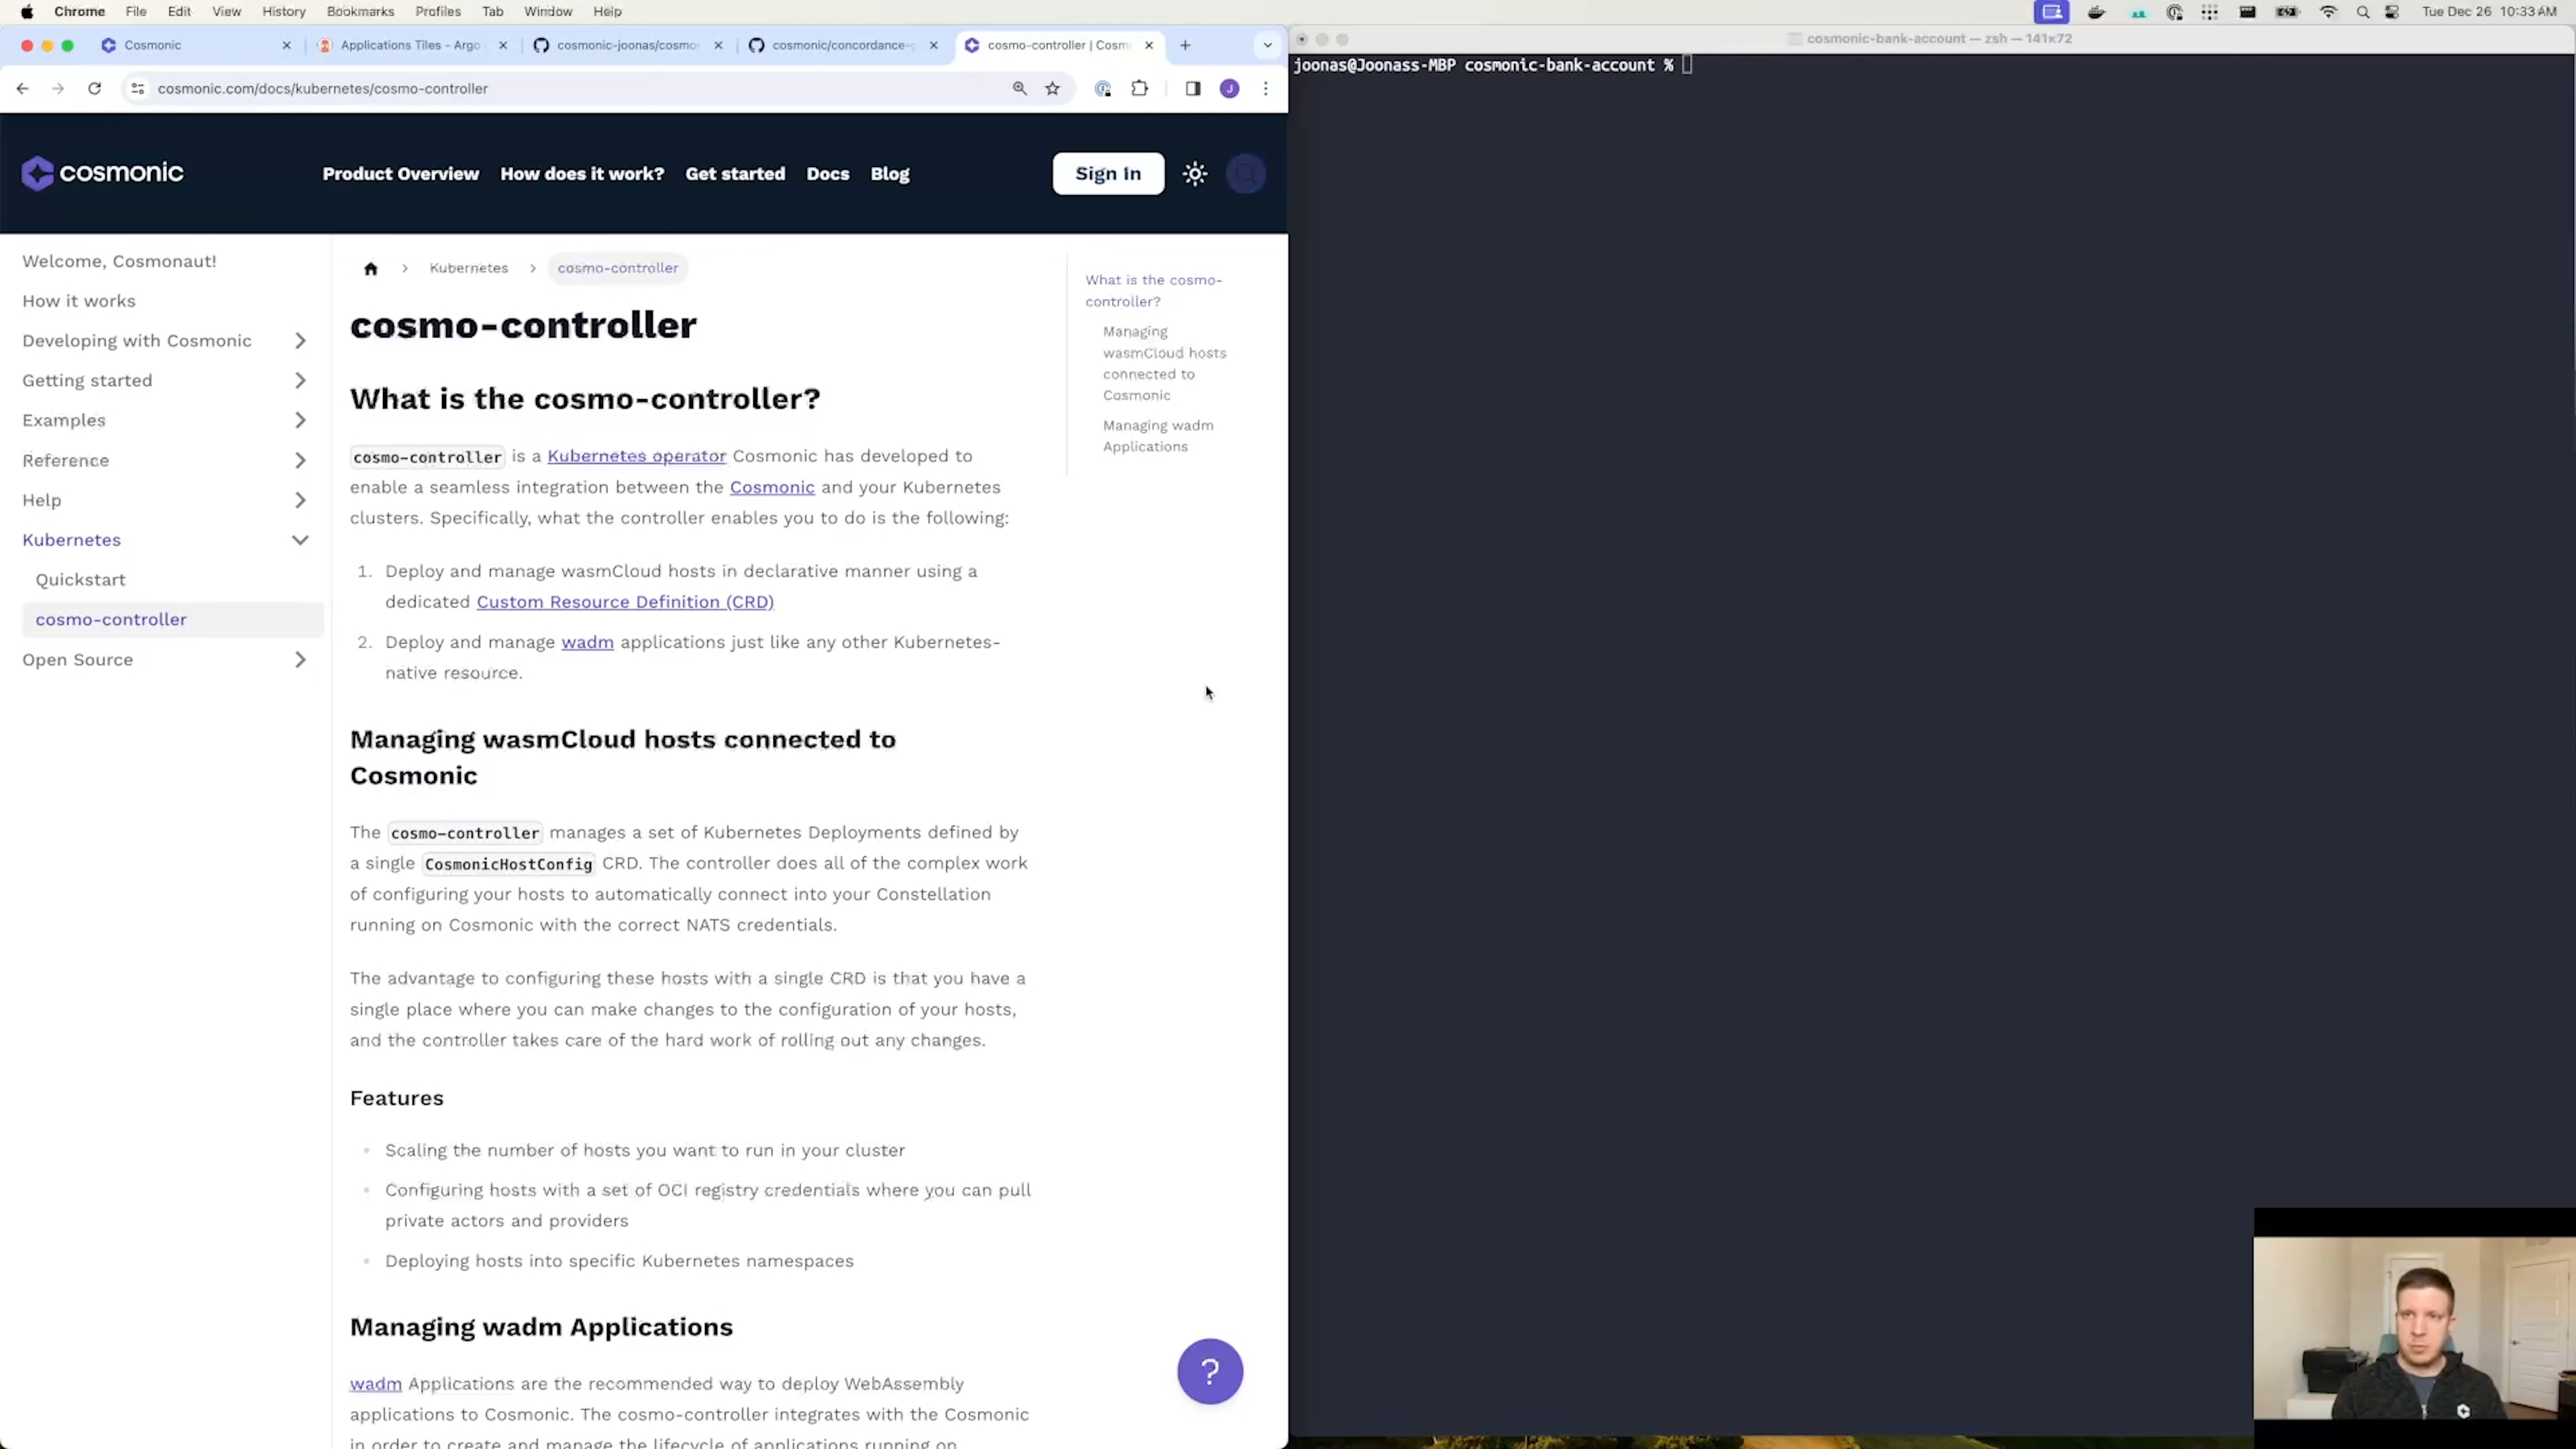 Chrome File Edit View History Bookmarks Profiles Tab Window Help
Tue Dec 26 10:33 AM
Cosmonic
Applications Tiles - Argo
cosmonic-joonas/cosmo
cosmonic/concordance-
cosmo-controller | Cosm
cosmonic.com/docs/kubernetes/cosmo-controller
J
cosmonic
Product Overview
How does it work?
Get started
Docs
Blog
Sign In
Welcome, Cosmonaut!
How it works
Developing with Cosmonic
Getting started
Examples
Reference
Help
Kubernetes
Quickstart
cosmo-controller
Open Source
Kubernetes
cosmo-controller
cosmo-controller
What is the cosmo-controller?
cosmo-controller is a Kubernetes operator Cosmonic has developed to
enable a seamless integration between the Cosmonic and your Kubernetes
clusters. Specifically, what the controller enables you to do is the following:
1. Deploy and manage wasmCloud hosts in declarative manner using a
dedicated Custom Resource Definition (CRD)
2. Deploy and manage wadm applications just like any other Kubernetes-
native resource.
Managing wasmCloud hosts connected to
Cosmonic
The cosmo-controller manages a set of Kubernetes Deployments defined by
a single CosmonicHostConfig CRD. The controller does all of the complex work
of configuring your hosts to automatically connect into your Constellation
running on Cosmonic with the correct NATS credentials.
The advantage to configuring these hosts with a single CRD is that you have a
single place where you can make changes to the configuration of your hosts,
and the controller takes care of the hard work of rolling out any changes.
Features
Scaling the number of hosts you want to run in your cluster
Configuring hosts with a set of OCI registry credentials where you can pull
private actors and providers
Deploying hosts into specific Kubernetes namespaces
Managing wadm Applications
wadm Applications are the recommended way to deploy WebAssembly
applications to Cosmonic. The cosmo-controller integrates with the Cosmonic
in order to create and manage the lifecycle of applications running on
What is the cosmo-
controller?
Managing
wasmCloud hosts
connected to
Cosmonic
Managing wadm
Applications
?
cosmonic-bank-account — zsh — 141×72
joonas@Joonass-MBP cosmonic-bank-account %